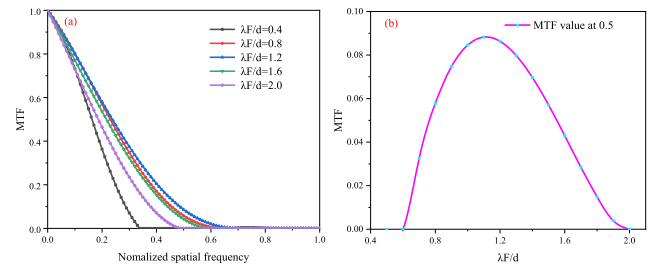 (a)
λF/d=0.4
λF/d=0.8
λF/d=1.2
λF/d=1.6
λF/d=2.0
MTF
1.0
0.8
0.6
0.4
0.2
0.0
0.0 0.2 0.4 0.6 0.8 1.0
Nomalized spatial frequency
(b)
MTF value at 0.5
MTF
0.10
0.08
0.06
0.04
0.02
0.00
0.4 0.8 1.2 1.6 2.0
λF/d